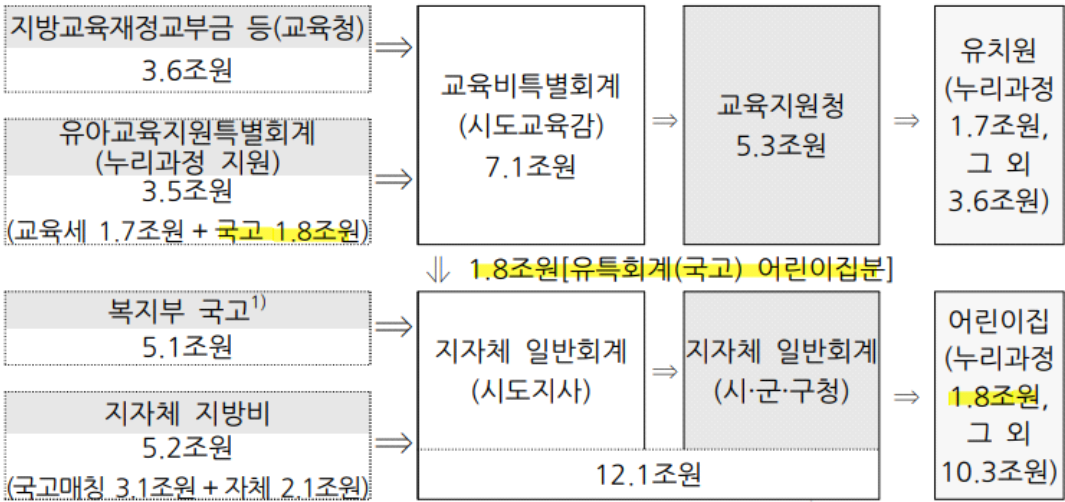 지방교육재정교부금 등(교육청)
3.6조원
유아교육지원특별회계
(누리과정 지원)
3.5조원
(교육세 1.7조원 + 국고 1.8조원)
⇒
⇒
교육비특별회계
(시도교육감)
7.1조원
⇒
교육지원청
5.3조원
⇒
유치원
(누리과정
1.7조원,
그 외
3.6조원)
⇓ 1.8조원[유특회계(국고) 어린이집분]
복지부 국고1)
5.1조원
지자체 지방비
5.2조원
(국고매칭 3.1조원 + 자체 2.1조원)
⇒
⇒
지자체 일반회계
(시도지사)
⇒
지자체 일반회계
(시·군·구청)
12.1조원
⇒
어린이집
(누리과정
1.8조원,
그 외
10.3조원)